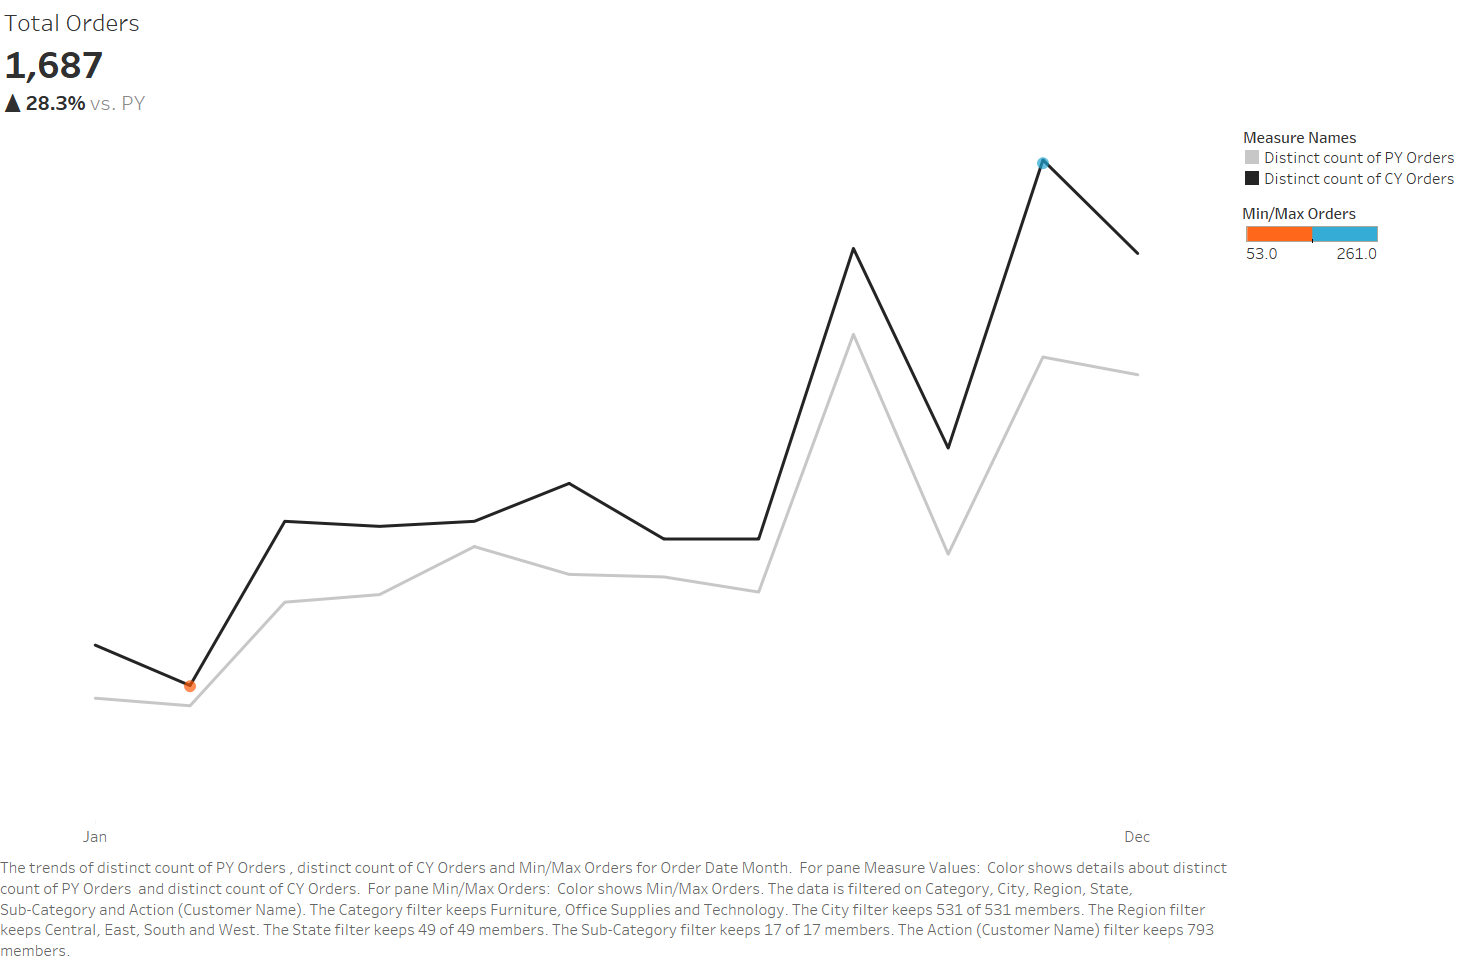 Total Orders
1,687
▲ 28.3% vs. PY
Measure Names
Distinct count of PY Orders
Distinct count of CY Orders
Min/Max Orders
53.0 261.0
Jan Dec
The trends of distinct count of PY Orders , distinct count of CY Orders and Min/Max Orders for Order Date Month.  For pane Measure Values:  Color shows details about distinct
count of PY Orders  and distinct count of CY Orders.  For pane Min/Max Orders:  Color shows Min/Max Orders. The data is filtered on Category, City, Region, State,
Sub-Category and Action (Customer Name). The Category filter keeps Furniture, Office Supplies and Technology. The City filter keeps 531 of 531 members. The Region filter
keeps Central, East, South and West. The State filter keeps 49 of 49 members. The Sub-Category filter keeps 17 of 17 members. The Action (Customer Name) filter keeps 793
members.